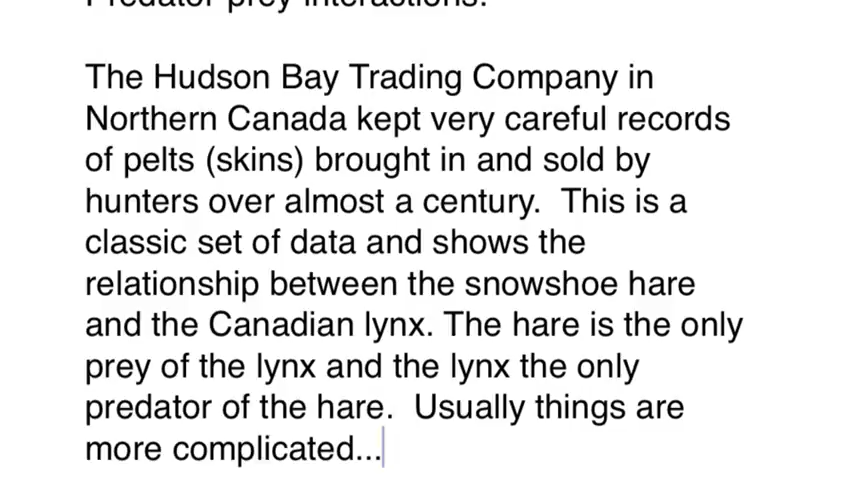 Predator prey interactions.
The Hudson Bay Trading Company in
Northern Canada kept very careful records
of pelts (skins) brought in and sold by
hunters over almost a century.  This is a
classic set of data and shows the
relationship between the snowshoe hare
and the Canadian lynx. The hare is the only
prey of the lynx and the lynx the only
predator of the hare.  Usually things are
more complicated...